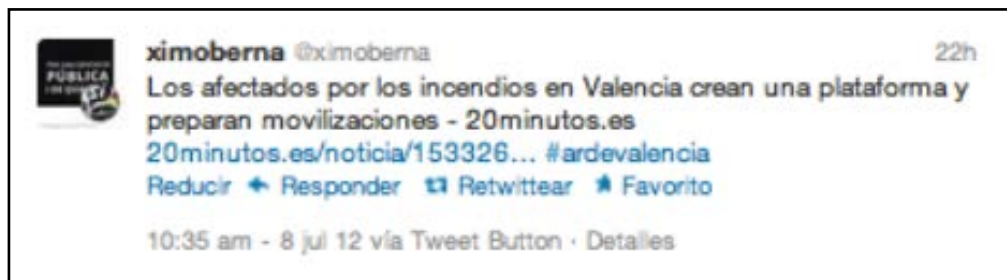 PÚBLICA
ximoberna @ximoberna 22h
Los afectados por los incendios en Valencia crean una plataforma y
preparan movilizaciones - 20minutos.es
20minutos.es/noticia/153326... #ardevalencia
Reducir Responder Retwittear Favorito
10:35 am - 8 jul 12 vía Tweet Button · Detalles